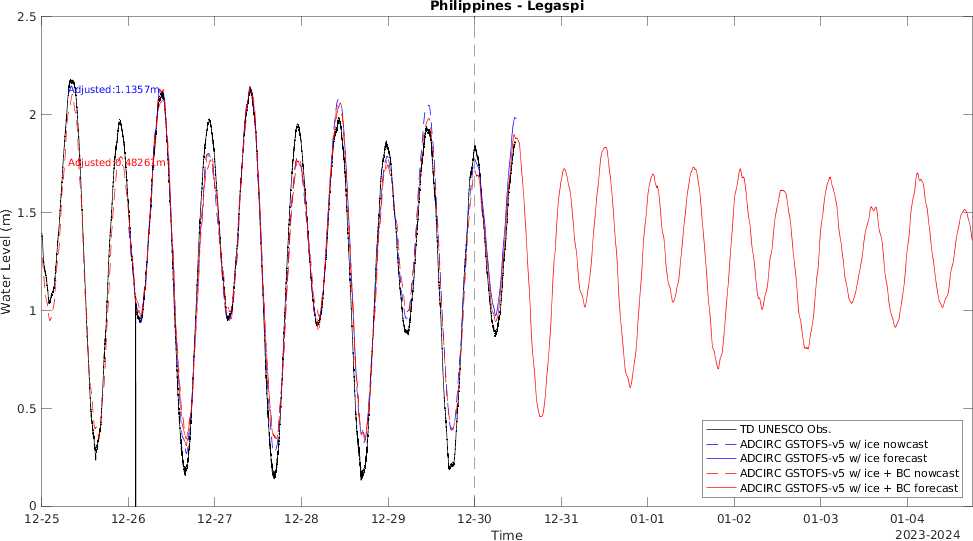 Philippines - Legaspi
2.5
2
1.5
1
0.5
0
Water Level (m)
Adjusted:1.1357m
Adjusted:0.48261m
TD UNESCO Obs.
ADCIRC GSTOFS-v5 w/ ice nowcast
ADCIRC GSTOFS-v5 w/ ice forecast
ADCIRC GSTOFS-v5 w/ ice + BC nowcast
ADCIRC GSTOFS-v5 w/ ice + BC forecast
12-25 12-26 12-27 12-28 12-29 12-30 12-31 01-01 01-02 01-03 01-04
Time
2023-2024